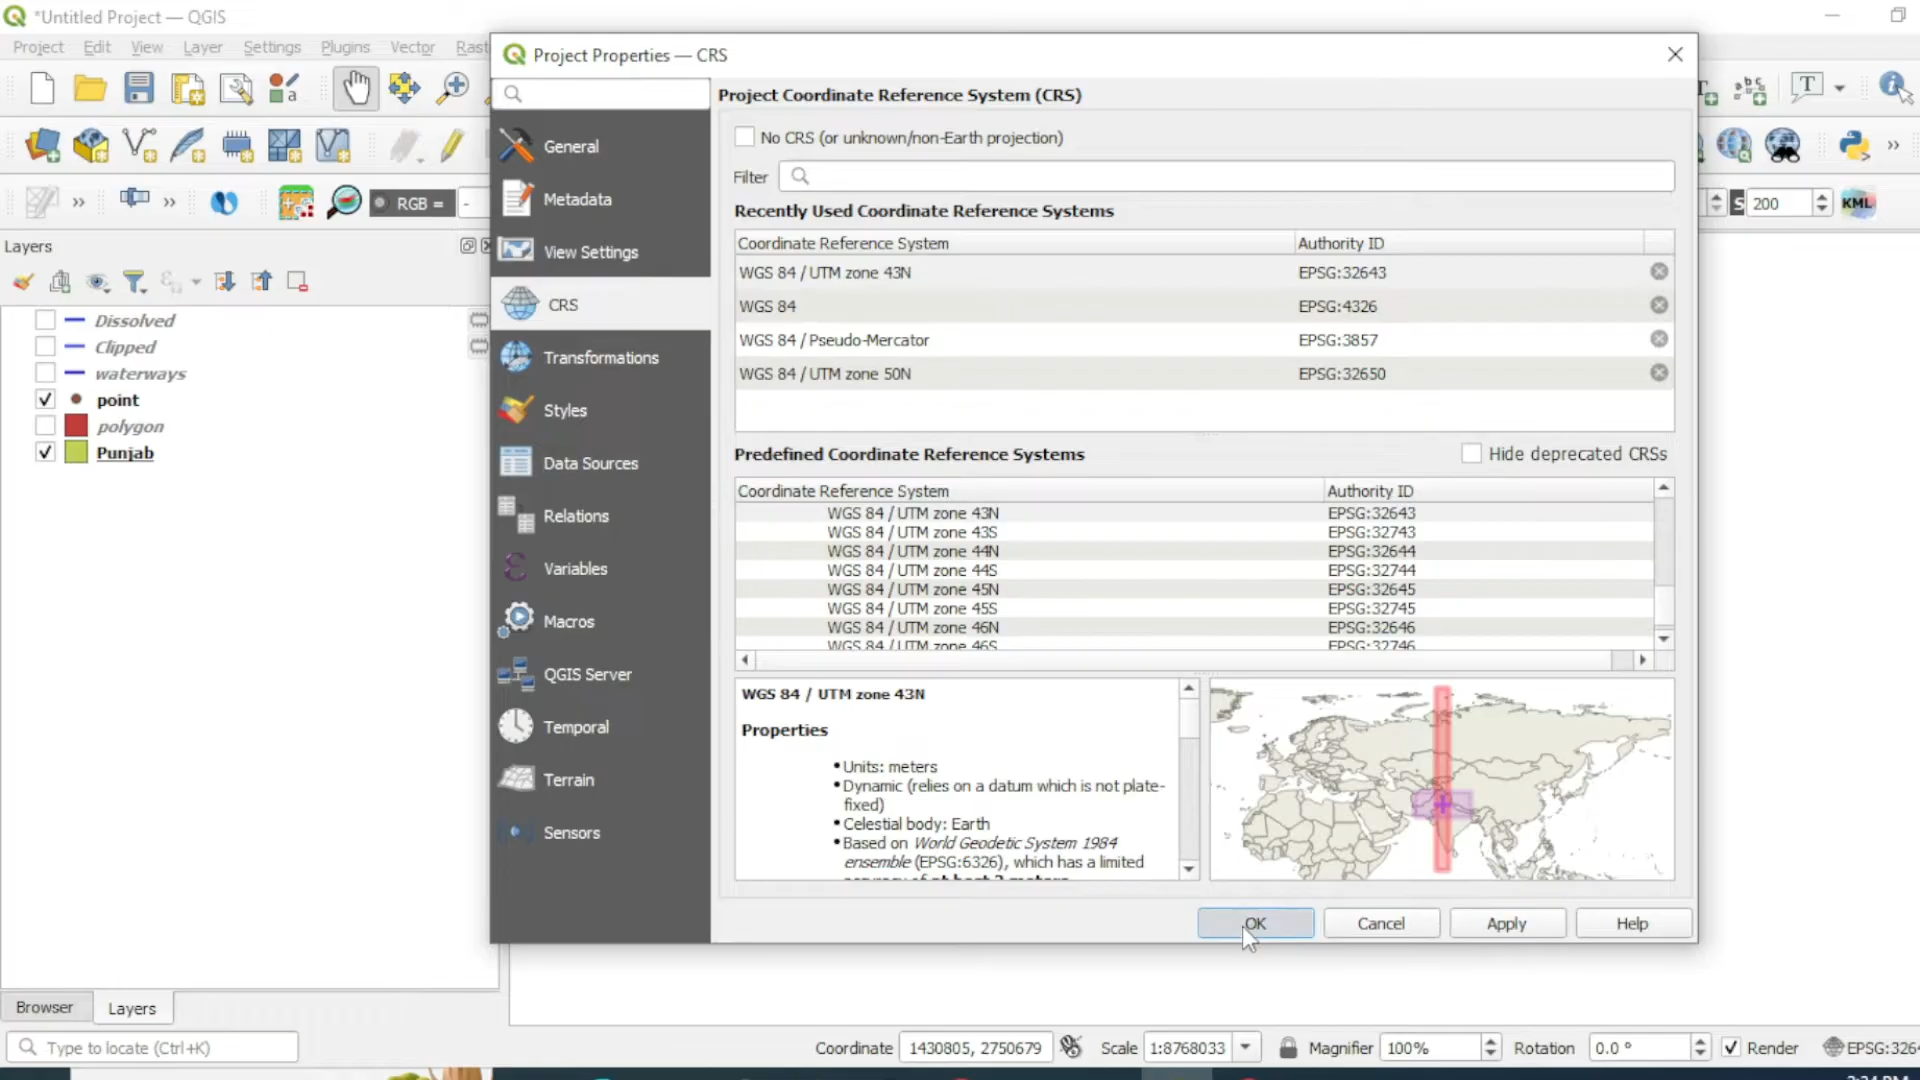 *Untitled Project — QGIS
Project Edit View Layer Settings Plugins Vector
RGB =
-
200
KML
Layers
Dissolved
Clipped
waterways
point
polygon
Punjab
Browser
Layers
Type to locate (Ctrl+K)
Project Properties — CRS
General
Metadata
View Settings
CRS
Transformations
Styles
Data Sources
Relations
Variables
Macros
QGIS Server
Temporal
Terrain
Sensors
Project Coordinate Reference System (CRS)
No CRS (or unknown/non-Earth projection)
Filter
Recently Used Coordinate Reference Systems
Coordinate Reference System Authority ID
WGS 84 / UTM zone 43N EPSG:32643
WGS 84 EPSG:4326
WGS 84 / Pseudo-Mercator EPSG:3857
WGS 84 / UTM zone 50N EPSG:32650
Predefined Coordinate Reference Systems
Hide deprecated CRSs
Coordinate Reference System Authority ID
WGS 84 / UTM zone 43N EPSG:32643
WGS 84 / UTM zone 43S EPSG:32743
WGS 84 / UTM zone 44N EPSG:32644
WGS 84 / UTM zone 44S EPSG:32744
WGS 84 / UTM zone 45N EPSG:32645
WGS 84 / UTM zone 45S EPSG:32745
WGS 84 / UTM zone 46N EPSG:32646
WGS 84 / UTM zone 46S EPSG:32746
WGS 84 / UTM zone 43N
Properties
•Units: meters
•Dynamic (relies on a datum which is not plate-
fixed)
•Celestial body: Earth
•Based on World Geodetic System 1984
ensemble (EPSG:6326), which has a limited
OK
Cancel
Apply
Help
Coordinate 1430805, 2750679
Scale 1:8768033
Magnifier 100%
Rotation 0.0 °
Render